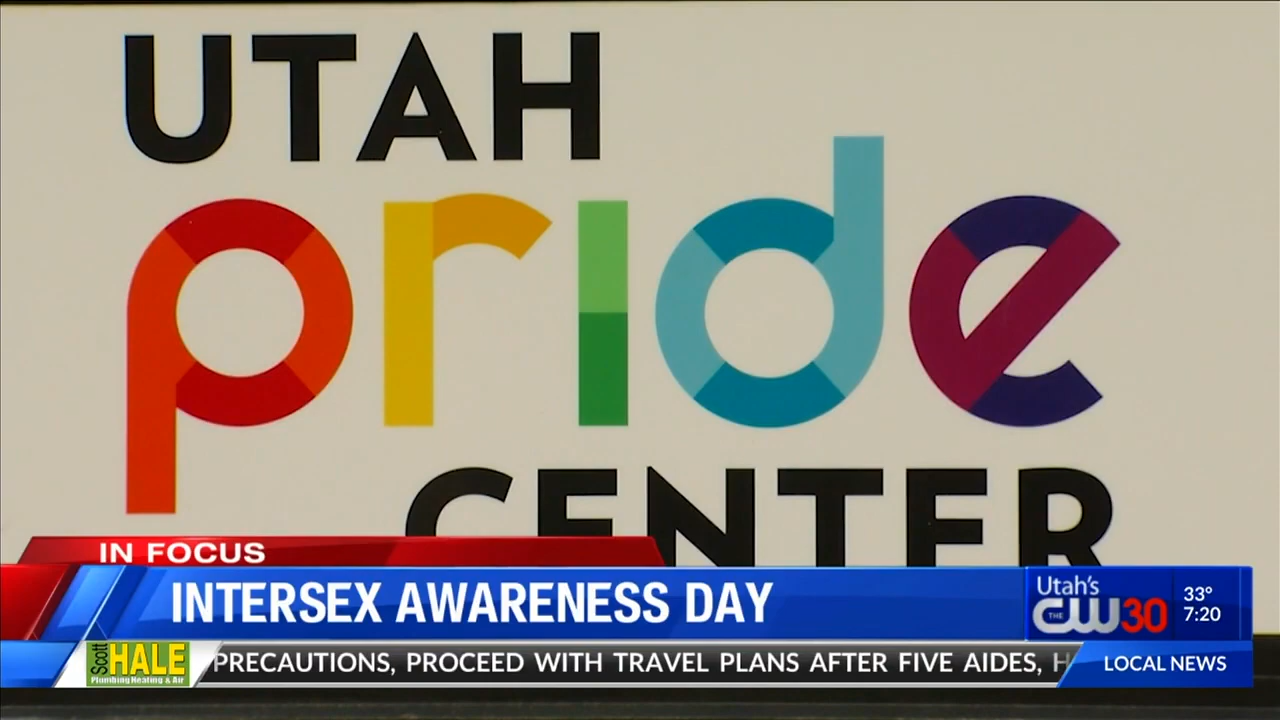 UTAH
pride
CENTER
IN FOCUS
INTERSEX AWARENESS DAY
Utah's
THE CW30
33°
7:20
Scott HALE
Plumbing Heating & Air
PRECAUTIONS, PROCEED WITH TRAVEL PLANS AFTER FIVE AIDES, H
LOCAL NEWS